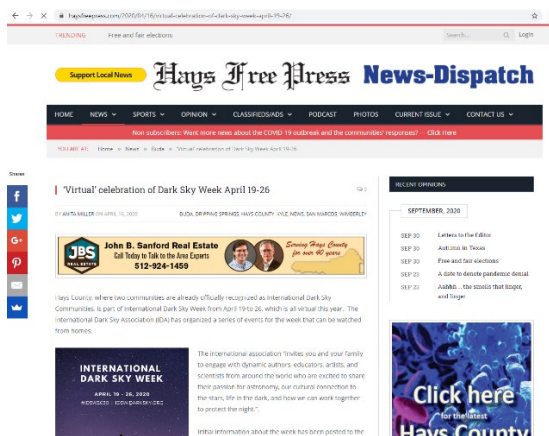 haysfreepress.com/2020/04/16/virtual-celebration-of-dark-sky-week-april-19-26/
TRENDING Free and fair elections
Search... Login
Support Local News Hays Free Press News-Dispatch
HOME NEWS SPORTS OPINION CLASSIFIEDS/ADS PODCAST PHOTOS CURRENT ISSUE CONTACT US
Non subscribers: Want more news about the COVID 19 outbreak and the communities' responses? -- Click Here
YOU ARE AT: Home » News » Buda » 'Virtual' celebration of Dark Sky Week April 19-26
Shares
'Virtual' celebration of Dark Sky Week April 19-26
BY ANITA MILLER ON APRIL 16, 2020 BUDA, DRIPPING SPRINGS, HAYS COUNTY, KYLE, NEWS, SAN MARCOS, WIMBERLEY
JBS
REAL ESTATE
John B. Sanford Real Estate
Call Today to Talk to the Area Experts
512-924-1459
Serving Hays County
for over 40 years
Hays County, where two communities are already officially recognized as International Dark Sky
Communities, is part of International Dark Sky Week from April 19 to 26, which is all virtual this year. The
International Dark Sky Association (IDA) has organized a series of events for the week that can be watched
from homes.
INTERNATIONAL
DARK SKY WEEK
APRIL 19 - 26, 2020
IDSW.DARKSKY.ORG
The international association "invites you and your family
to engage with dynamic authors, educators, artists, and
scientists from around the world who are excited to share
their passion for astronomy, our cultural connection to
the stars, life in the dark, and how we can work together
to protect the night.".
Initial information about the week has been posted to the
RECENT OPINIONS
SEPTEMBER, 2020
SEP 30 Letters to the Editor
SEP 30 Autumn in Texas
SEP 30 Free and fair elections
SEP 23 A date to denote pandemic denial
SEP 23 Aahhh … the smells that linger,
and linger
Click here
for the latest
Hays County